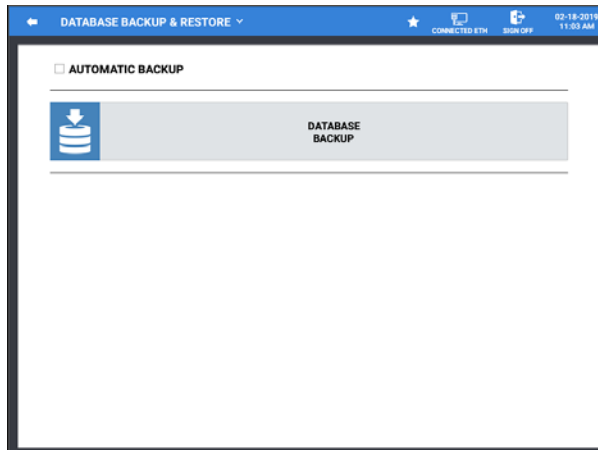 DATABASE BACKUP & RESTORE
CONNECTED ETH
SIGN OFF
02-18-2019
11:03 AM
AUTOMATIC BACKUP
DATABASE
BACKUP